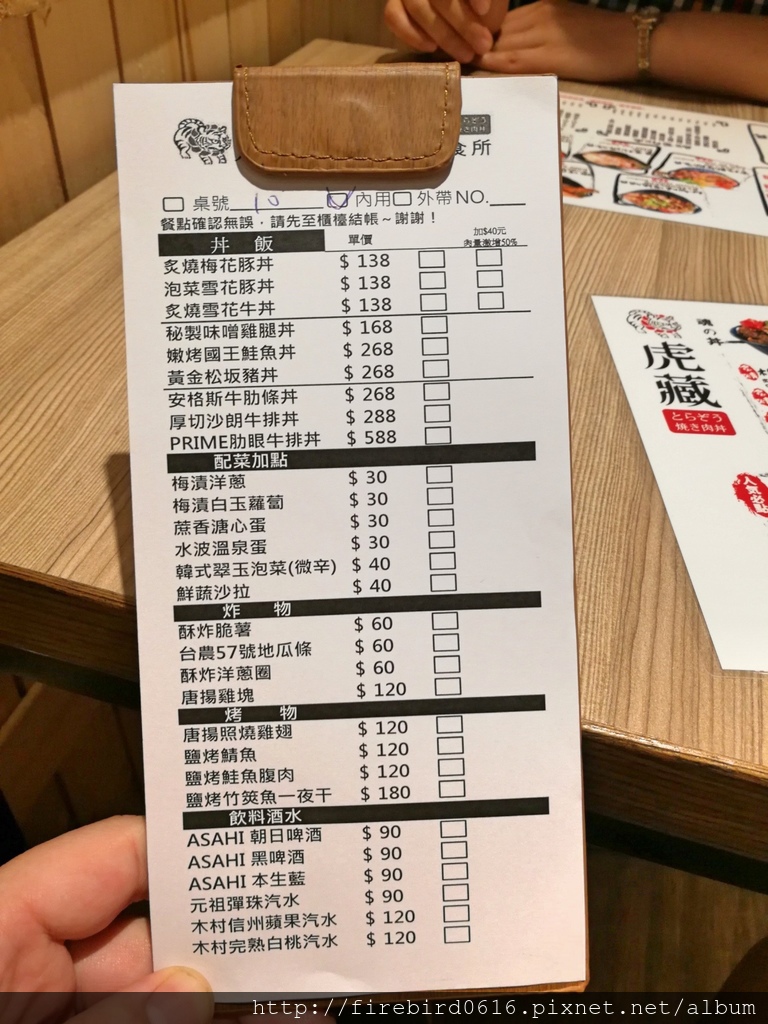 食所
桌號 10 內用 外帶 NO.
餐點確認無誤，請先至櫃檯結帳~謝謝！
丼 飯 單價 加$40元
肉量激增50%
炙燒梅花豚丼 $ 138
泡菜雪花豚丼 $ 138
炙燒雪花牛丼 $ 138
秘製味噌雞腿丼 $ 168
嫩烤國王鮭魚丼 $ 268
黃金松坂豬丼 $ 268
安格斯牛肋條丼 $ 268
厚切沙朗牛排丼 $ 288
PRIME肋眼牛排丼 $ 588
配菜加點
梅漬洋蔥 $ 30
梅漬白玉蘿蔔 $ 30
蔗香溏心蛋 $ 30
水波溫泉蛋 $ 30
韓式翠玉泡菜(微辛) $ 40
鮮蔬沙拉 $ 40
炸 物
酥炸脆薯 $ 60
台農57號地瓜條 $ 60
酥炸洋蔥圈 $ 60
唐揚雞塊 $ 120
烤 物
唐揚照燒雞翅 $ 120
鹽烤鯖魚 $ 120
鹽烤鮭魚腹肉 $ 120
鹽烤竹筴魚一夜干 $ 180
飲料酒水
ASAHI 朝日啤酒 $ 90
ASAHI 黑啤酒 $ 90
ASAHI 本生藍 $ 90
元祖彈珠汽水 $ 90
木村信州蘋果汽水 $ 120
木村完熟白桃汽水 $ 120
魂の丼
虎藏
とらぞう
焼き肉丼
人氣必點
http://firebird0616.pixnet.net/album